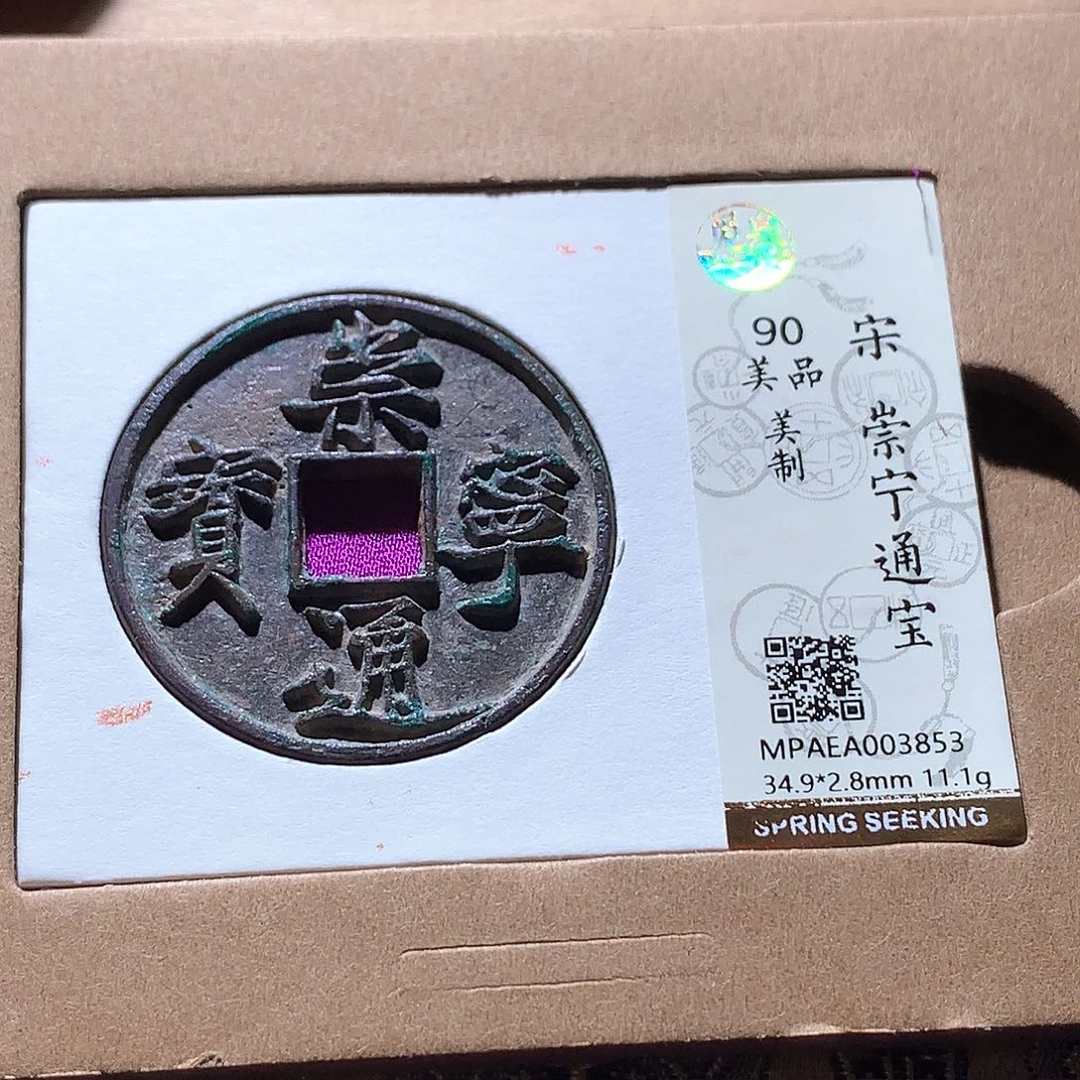 崇
寧
通
寳
宋 崇宁通宝
90
美品
美制
MPAEA003853
34.9*2.8mm 11.1g
SPRING SEEKING